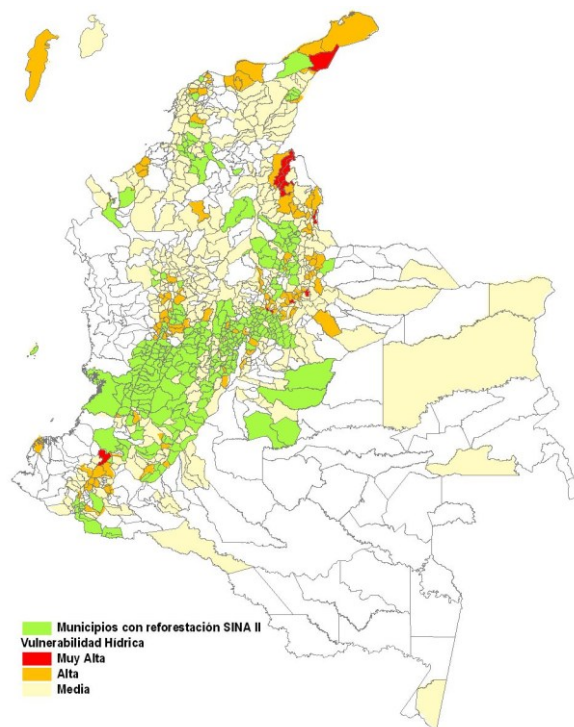 Municipios con reforestación SINA II
Vulnerabilidad Hídrica
Muy Alta
Alta
Media